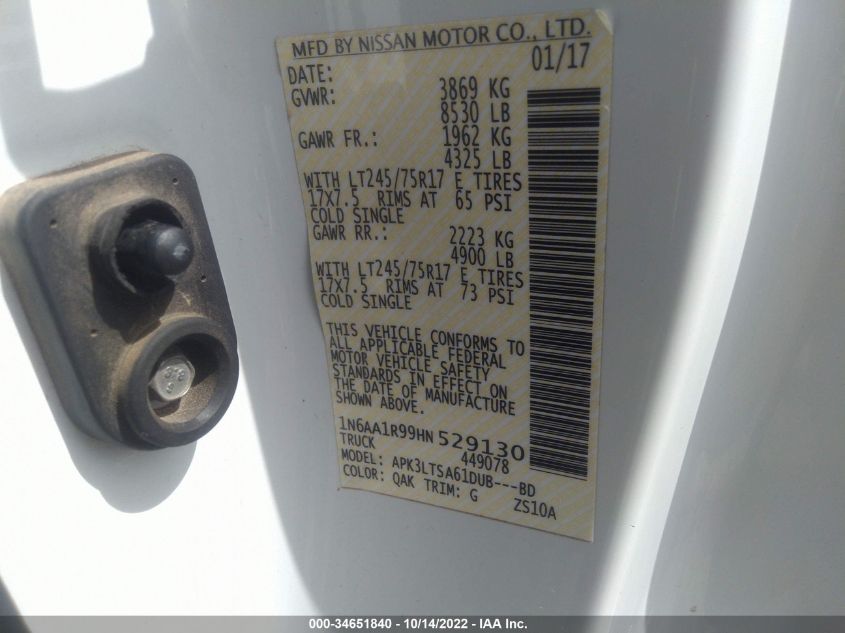 MFD BY NISSAN MOTOR CO., LTD.
DATE: 01/17
GVWR: 3869 KG
8530 LB
GAWR FR.: 1962 KG
4325 LB
WITH LT245/75R17 E TIRES
17X7.5 RIMS AT 65 PSI
COLD SINGLE
GAWR RR.: 2223 KG
4900 LB
WITH LT245/75R17 E TIRES
17X7.5 RIMS AT 73 PSI
COLD SINGLE
THIS VEHICLE CONFORMS TO
ALL APPLICABLE FEDERAL
MOTOR VEHICLE SAFETY
STANDARDS IN EFFECT ON
THE DATE OF MANUFACTURE
SHOWN ABOVE.
1N6AA1R99HN 529130
TRUCK 449078
MODEL: APK3LTSA61DUB---BD
COLOR: QAK TRIM: G ZS10A
000-34651840 - 10/14/2022 - IAA Inc.